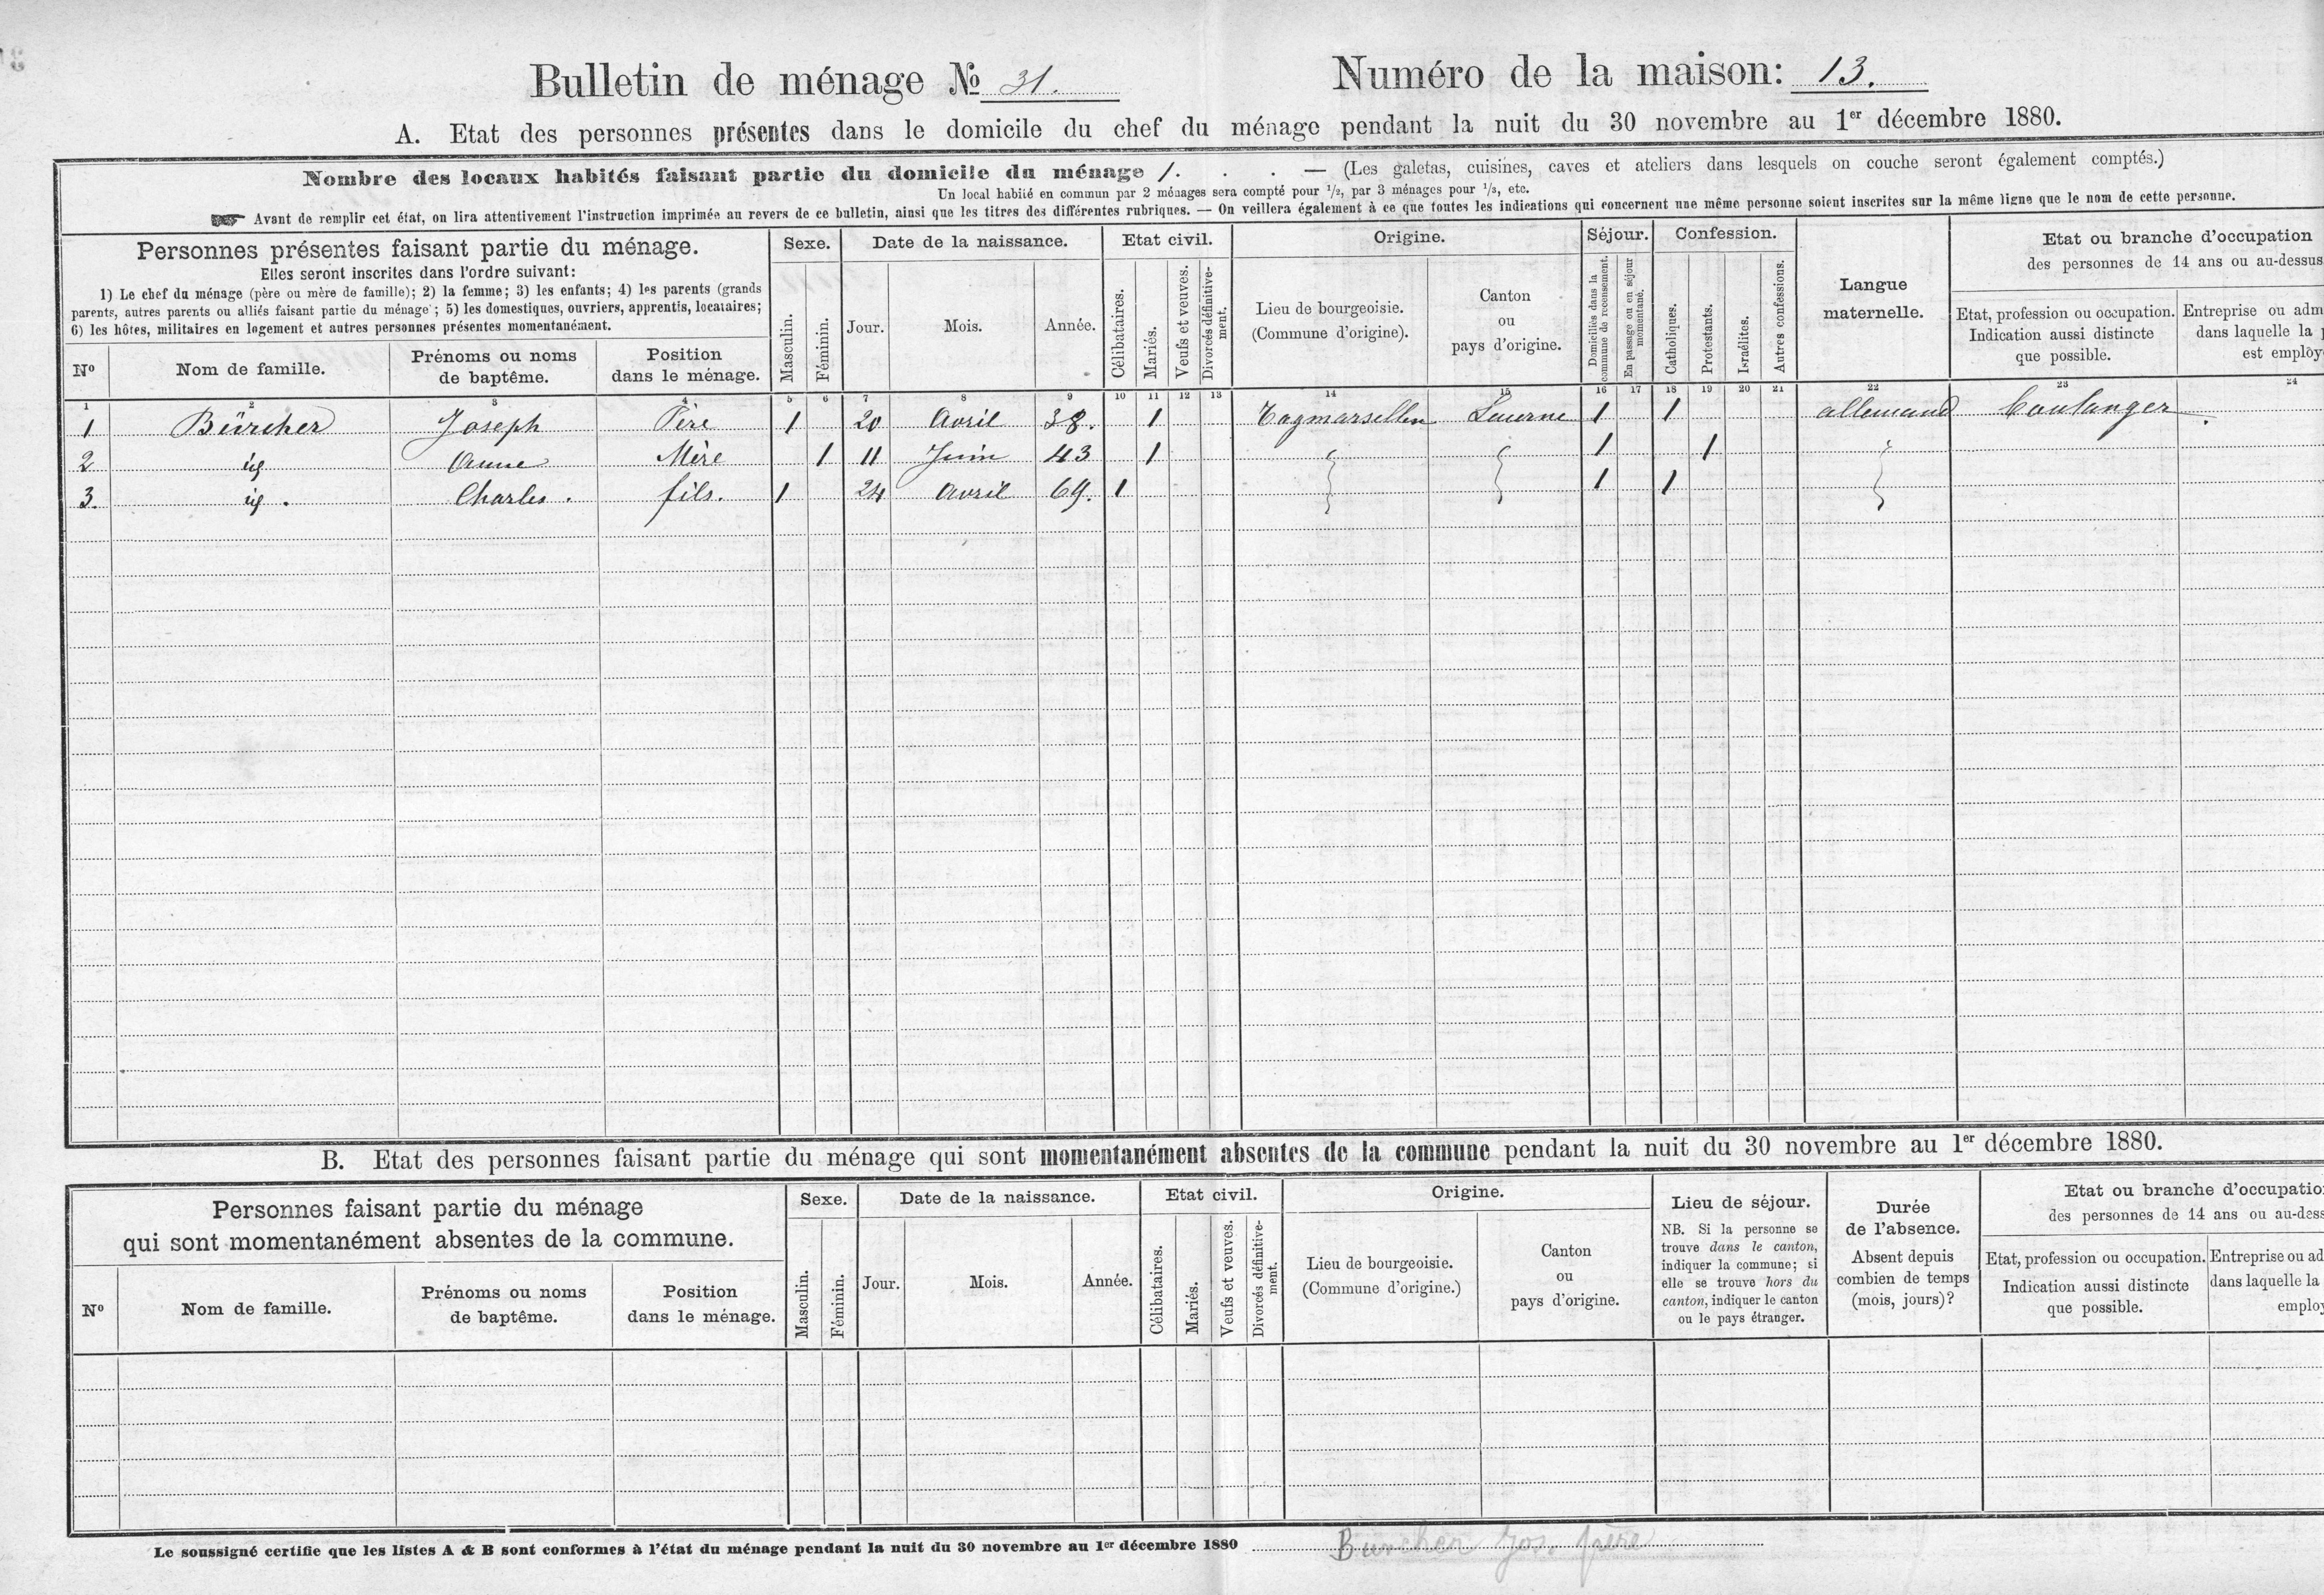 Bulletin de ménage № 31.
Numéro de la maison: 13.
A. Etat des personnes présentes dans le domicile du chef du ménage pendant la nuit du 30 novembre au 1er décembre 1880.
Nombre des locaux habités faisant partie du domicile du ménage 1. . . — (Les galetas, cuisines, caves et ateliers dans lesquels on couche seront également comptés.)
Un local habité en commun par 2 ménages sera compté pour 1/2, par 3 ménages pour 1/3, etc.
☛ Avant de remplir cet état, on lira attentivement l'instruction imprimée au revers de ce bulletin, ainsi que les titres des différentes rubriques. — On veillera également à ce que toutes les indications qui concernent une même personne soient inscrites sur la même ligne que le nom de cette personne.
Personnes présentes faisant partie du ménage.
Elles seront inscrites dans l'ordre suivant:
1) Le chef du ménage (père ou mère de famille); 2) la femme; 3) les enfants; 4) les parents (grands
parents, autres parents ou alliés faisant partie du ménage; 5) les domestiques, ouvriers, apprentis, locataires;
6) les hôtes, militaires en logement et autres personnes présentes momentanément.
Nº
Nom de famille.
Prénoms ou noms
de baptême.
Position
dans le ménage.
Sexe.
Masculin.
Féminin.
Date de la naissance.
Jour.
Mois.
Année.
Etat civil.
Célibataires.
Mariés.
Veufs et veuves.
Divorcés définitive-
ment.
Origine.
Lieu de bourgeoisie.
(Commune d'origine).
Canton
ou
pays d'origine.
Séjour.
Domiciliés dans la
commune de recensement.
En passage ou en séjour
momentané.
Confession.
Catholiques.
Protestants.
Israélites.
Autres confessions.
Langue
maternelle.
Etat ou branche d'occupation
des personnes de 14 ans ou au-dessus
Etat, profession ou occupation.
Indication aussi distincte
que possible.
Entreprise ou adm
dans laquelle la p
est employ
1 2 3 4 5 6 7 8 9 10 11 12 13 14 15 16 17 18 19 20 21 22 23 24
1 Bürcher Joseph Père 1 20 Avril 38. 1 Tagmarsellen Lucerne 1 1 allemand boulanger
2 id Anne Mère 1 11 Juin 43 1 1 1
3. id. Charles. fils. 1 24 Avril 69. 1 1 1
B. Etat des personnes faisant partie du ménage qui sont momentanément absentes de la commune pendant la nuit du 30 novembre au 1er décembre 1880.
Personnes faisant partie du ménage
qui sont momentanément absentes de la commune.
Nº
Nom de famille.
Prénoms ou noms
de baptême.
Position
dans le ménage.
Sexe.
Masculin.
Féminin.
Date de la naissance.
Jour.
Mois.
Année.
Etat civil.
Célibataires.
Mariés.
Veufs et veuves.
Divorcés définitive-
ment.
Origine.
Lieu de bourgeoisie.
(Commune d'origine.)
Canton
ou
pays d'origine.
Lieu de séjour.
NB. Si la personne se
trouve dans le canton,
indiquer la commune; si
elle se trouve hors du
canton, indiquer le canton
ou le pays étranger.
Durée
de l'absence.
Absent depuis
combien de temps
(mois, jours)?
Etat ou branche d'occupatio
des personnes de 14 ans ou au-dess
Etat, profession ou occupation.
Indication aussi distincte
que possible.
Entreprise ou ad
dans laquelle la
employ
Le soussigné certifie que les listes A & B sont conformes à l'état du ménage pendant la nuit du 30 novembre au 1er décembre 1880 Burcher Jos. père